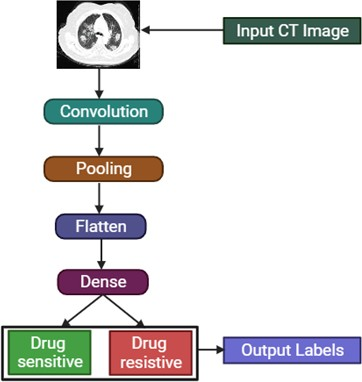 Input CT Image
Convolution
Pooling
Flatten
Dense
Drug
sensitive
Drug
resistive
Output Labels